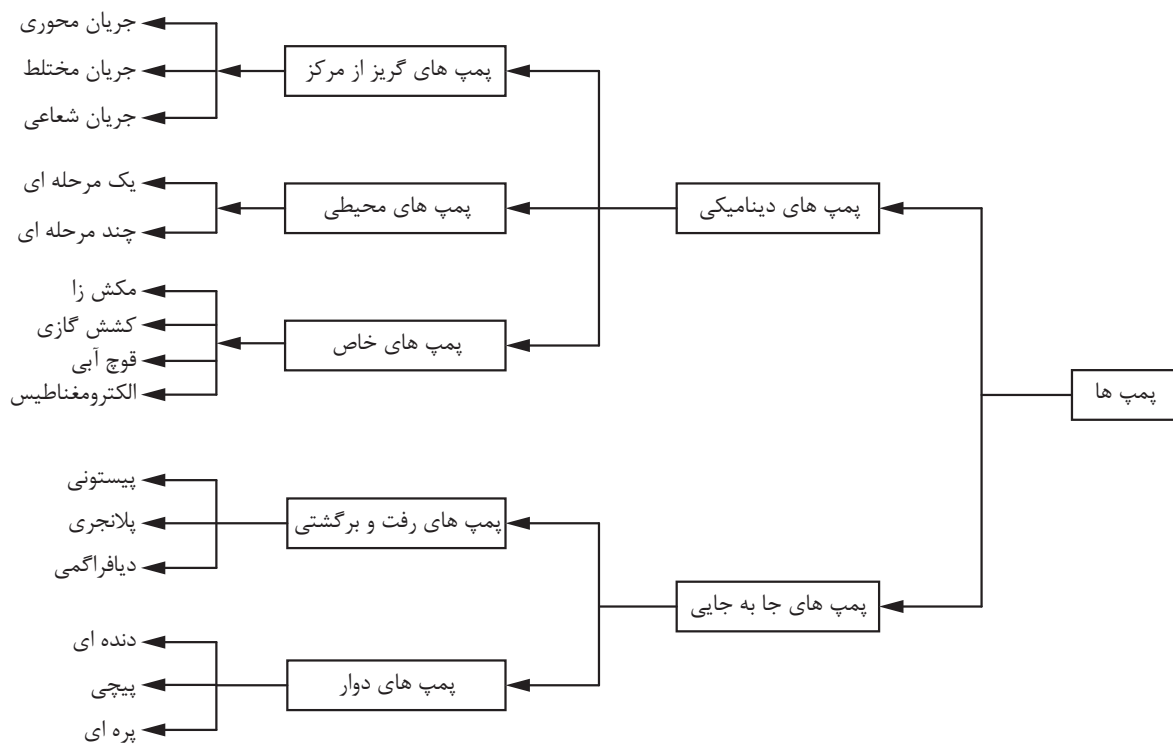 پمپ ها
پمپ های دینامیکی
پمپ های گریز از مرکز
جریان محوری
جریان مختلط
جریان شعاعی
پمپ های محیطی
یک مرحله ای
چند مرحله ای
پمپ های خاص
مکش زا
کشش گازی
قوچ آبی
الکترومغناطیس
پمپ های جا به جایی
پمپ های رفت و برگشتی
پیستونی
پلانجری
دیافراگمی
پمپ های دوار
دنده ای
پیچی
پره ای